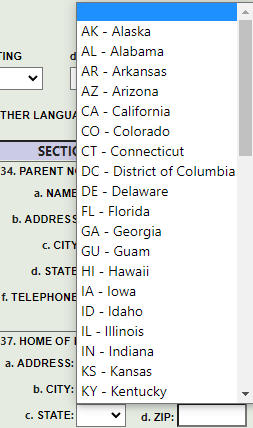 TING
d
THER LANGUA
SECTIO
34. PARENT N
a. NAME
b. ADDRESS
c. CITY
d. STATE
f. TELEPHONE
AK - Alaska
AL - Alabama
AR - Arkansas
AZ - Arizona
CA - California
CO - Colorado
CT - Connecticut
DC - District of Columbia
DE - Delaware
FL - Florida
GA - Georgia
GU - Guam
HI - Hawaii
IA - Iowa
ID - Idaho
IL - Illinois
IN - Indiana
KS - Kansas
KY - Kentucky
37. HOME OF
a. ADDRESS:
b. CITY:
c. STATE:
d. ZIP: